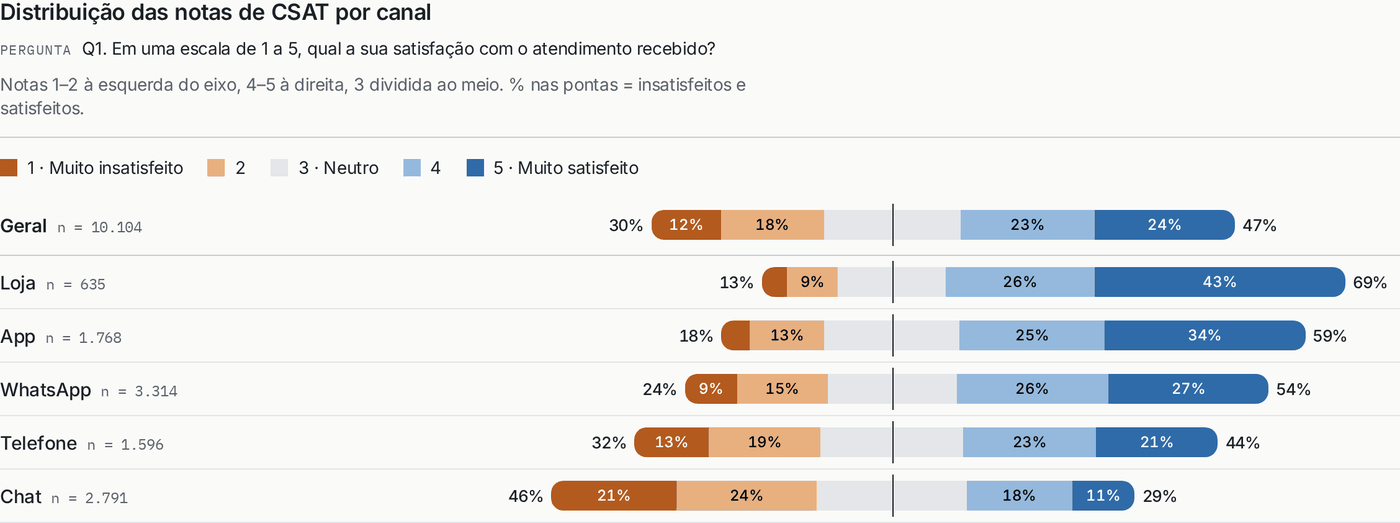 Distribuição das notas de CSAT por canal
PERGUNTA Q1. Em uma escala de 1 a 5, qual a sua satisfação com o atendimento recebido?
Notas 1–2 à esquerda do eixo, 4–5 à direita, 3 dividida ao meio. % nas pontas = insatisfeitos e
satisfeitos.
1 · Muito insatisfeito 2 3 · Neutro 4 5 · Muito satisfeito
Geral n = 10.104 30% 12% 18% 23% 24% 47%
Loja n = 635 13% 9% 26% 43% 69%
App n = 1.768 18% 13% 25% 34% 59%
WhatsApp n = 3.314 24% 9% 15% 26% 27% 54%
Telefone n = 1.596 32% 13% 19% 23% 21% 44%
Chat n = 2.791 46% 21% 24% 18% 11% 29%